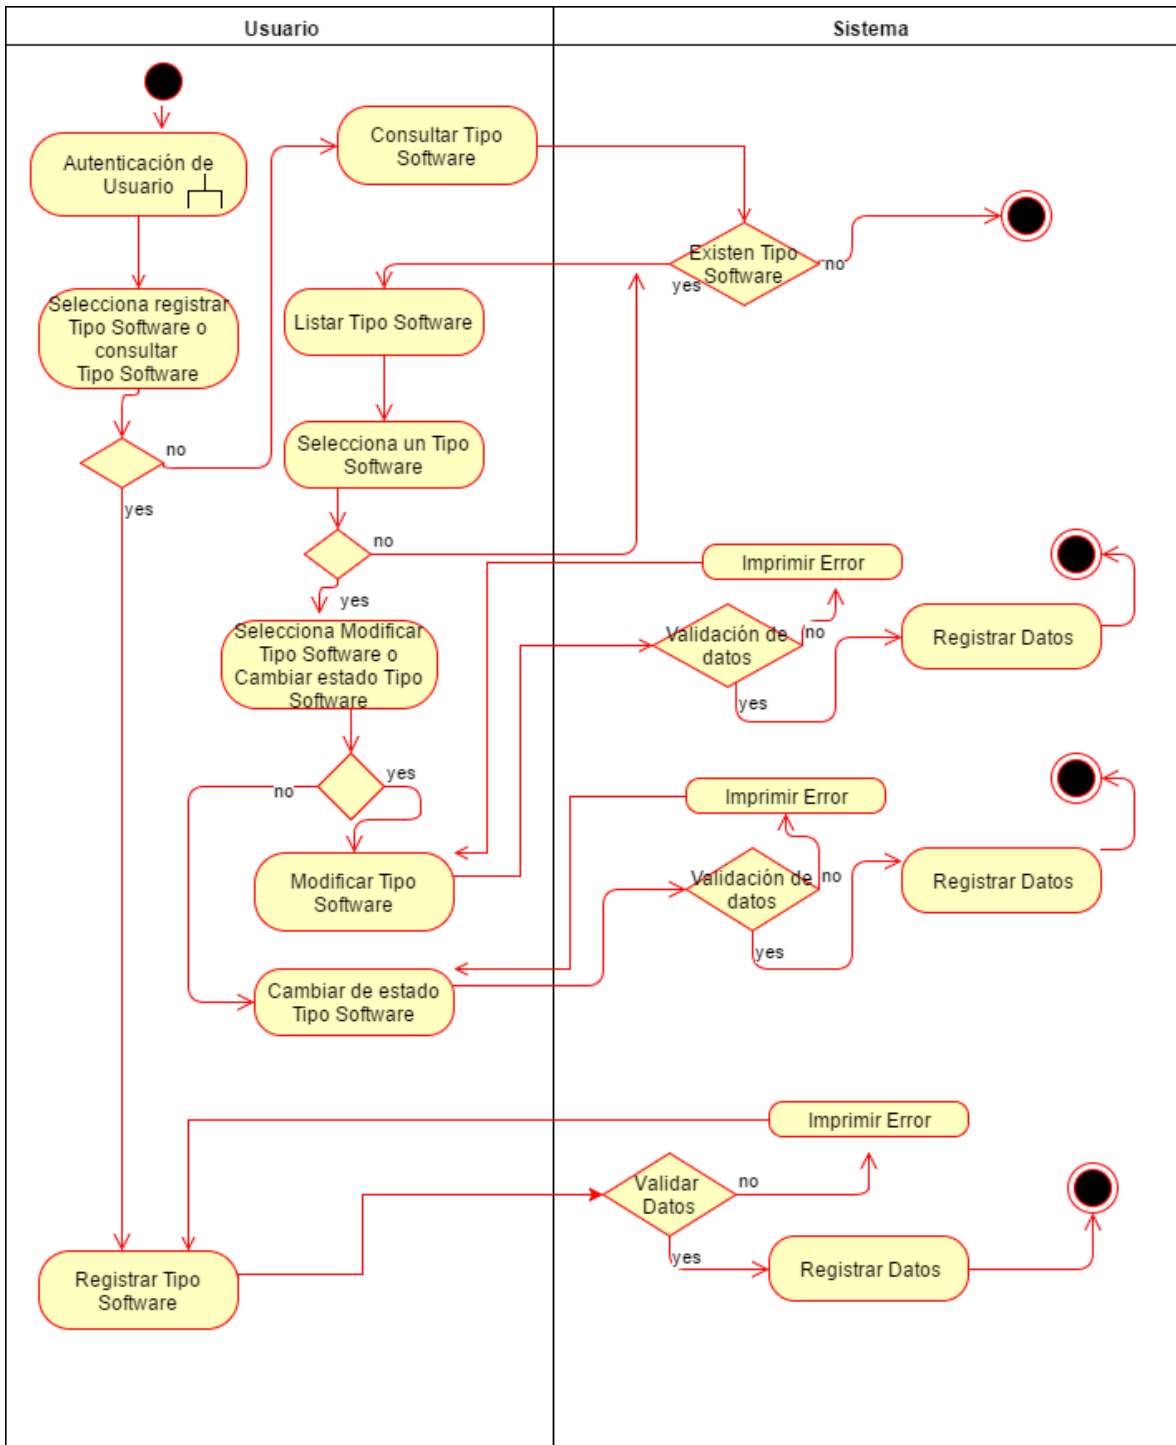 Usuario
Sistema
Autenticación de
Usuario
Consultar Tipo
Software
Existen Tipo
Software
no
yes
Selecciona registrar
Tipo Software o
consultar
Tipo Software
Listar Tipo Software
no
yes
Selecciona un Tipo
Software
no
yes
Selecciona Modificar
Tipo Software o
Cambiar estado Tipo
Software
Imprimir Error
Validación de
datos
no
yes
Registrar Datos
yes
no
Modificar Tipo
Software
Imprimir Error
Validación de
datos
no
yes
Registrar Datos
Cambiar de estado
Tipo Software
Imprimir Error
Validar
Datos
no
yes
Registrar Datos
Registrar Tipo
Software